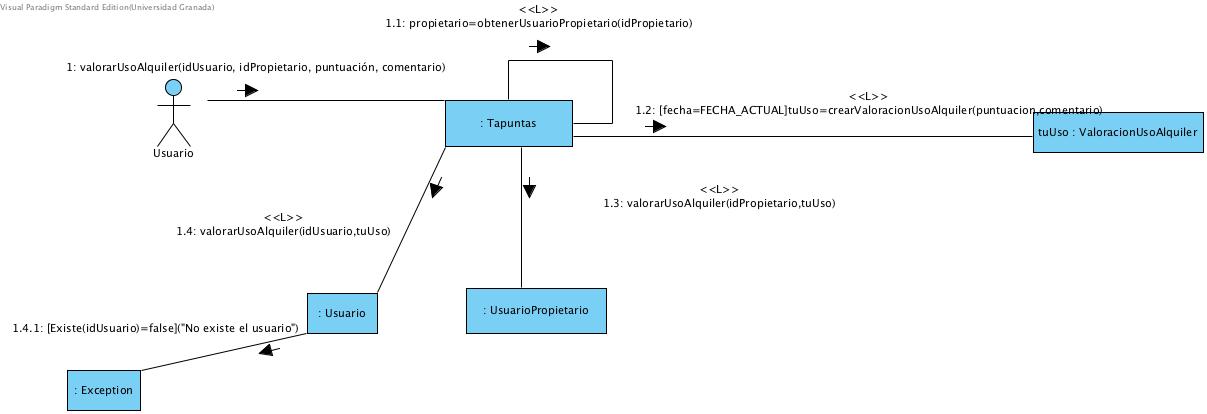 Visual Paradigm Standard Edition(Universidad Granada)
<<L>>
1.1: propietario=obtenerUsuarioPropietario(idPropietario)
1: valorarUsoAlquiler(idUsuario, idPropietario, puntuación, comentario)
<<L>>
1.2: [fecha=FECHA_ACTUAL]tuUso=crearValoracionUsoAlquiler(puntuacion,comentario)
: Tapuntas
tuUso : ValoracionUsoAlquiler
Usuario
<<L>>
1.3: valorarUsoAlquiler(idPropietario,tuUso)
<<L>>
1.4: valorarUsoAlquiler(idUsuario,tuUso)
: Usuario
: UsuarioPropietario
1.4.1: [Existe(idUsuario)=false]("No existe el usuario")
: Exception